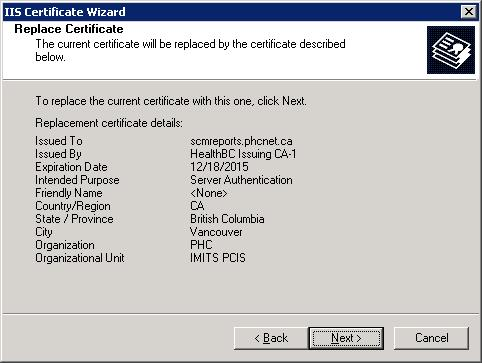 IIS Certificate Wizard
Replace Certificate
The current certificate will be replaced by the certificate described
below.
To replace the current certificate with this one, click Next.
Replacement certificate details:
Issued To scmreports.phcnet.ca
Issued By HealthBC Issuing CA-1
Expiration Date 12/18/2015
Intended Purpose Server Authentication
Friendly Name <None>
Country/Region CA
State / Province British Columbia
City Vancouver
Organization PHC
Organizational Unit IMITS PCIS
< Back Next > Cancel